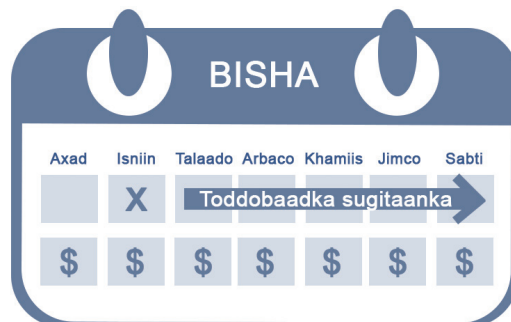 BISHA
Axad Isniin Talaado Arbaco Khamiis Jimco Sabti
X Toddobaadka sugitaanka
$ $ $ $ $ $ $